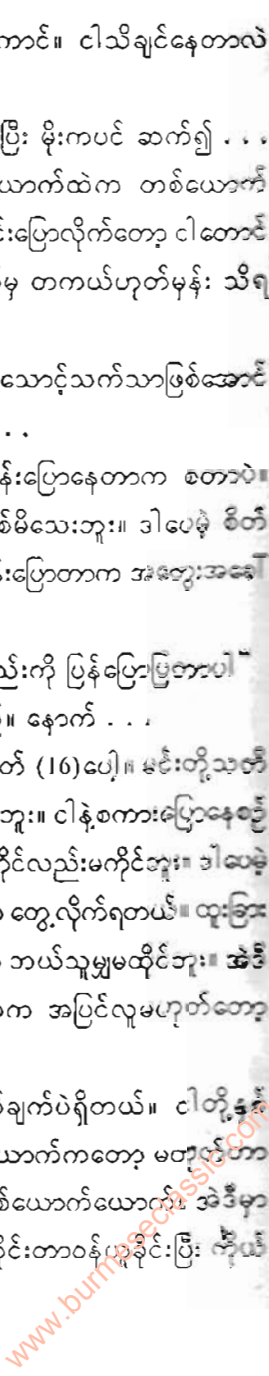 ကောင်။ ငါသိချင်နေတာလဲ
ပြီး မိုးကပင် ဆက်၍ . . .
ယောက်ထဲက တစ်ယောက်
င်းပြောလိုက်တော့ ငါတောင်
မှ တကယ်ဟုတ်မှန်း သိရ
သောင့်သက်သာဖြစ်အောင်
. .
န်းပြောနေတာက စတာပဲ။
စ်မိသေးဘူး။ ဒါပေမဲ့ စိတ်
န်းပြောတာက အတွေးအခေါ်
ည်းကို ပြန်ပြောပြတာပါ"
။ နောက် . . .
တ် (16)ပေါ့။ မင်းတို့သတိ
ဘူး။ ငါနဲ့စကားပြောနေစဉ်
ကိုင်လည်းမကိုင်ဘူး။ ဒါပေမဲ့
တွေ့လိုက်ရတယ်။ ထူးခြား
ဘယ်သူမျှမထိုင်ဘူး။ အဲဒီ
က အပြင်လူမဟုတ်တော့
ချက်ပဲရှိတယ်။ ငါတို့နှစ်
ယောက်ကတော့ မဟုတ်တာ
စ်ယောက်ယောက်၊ အဲဒီမှာ
ိုင်းတာဝန်ယူခိုင်းပြီး ကိုယ်
www.burmeseclassic.com